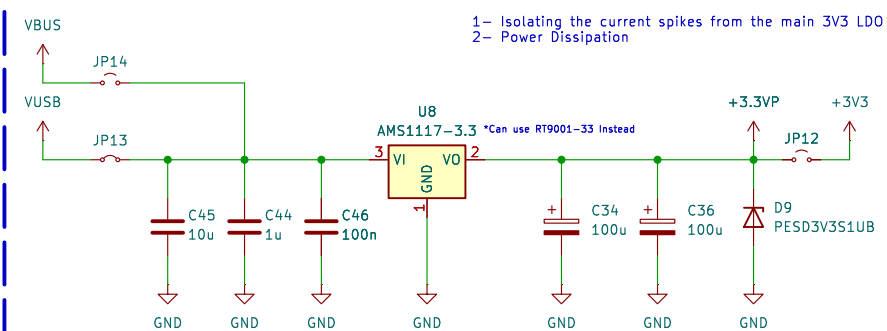 1- Isolating the current spikes from the main 3V3 LDO
2- Power Dissipation
VBUS
JP14
VUSB
JP13
U8
AMS1117-3.3
*Can use RT9001-33 Instead
+3.3VP
+3V3
JP12
3
VI
VO
2
GND
1
C45
10u
C44
1u
C46
100n
C34
100u
C36
100u
D9
PESD3V3S1UB
+
+
GND
GND
GND
GND
GND
GND
GND